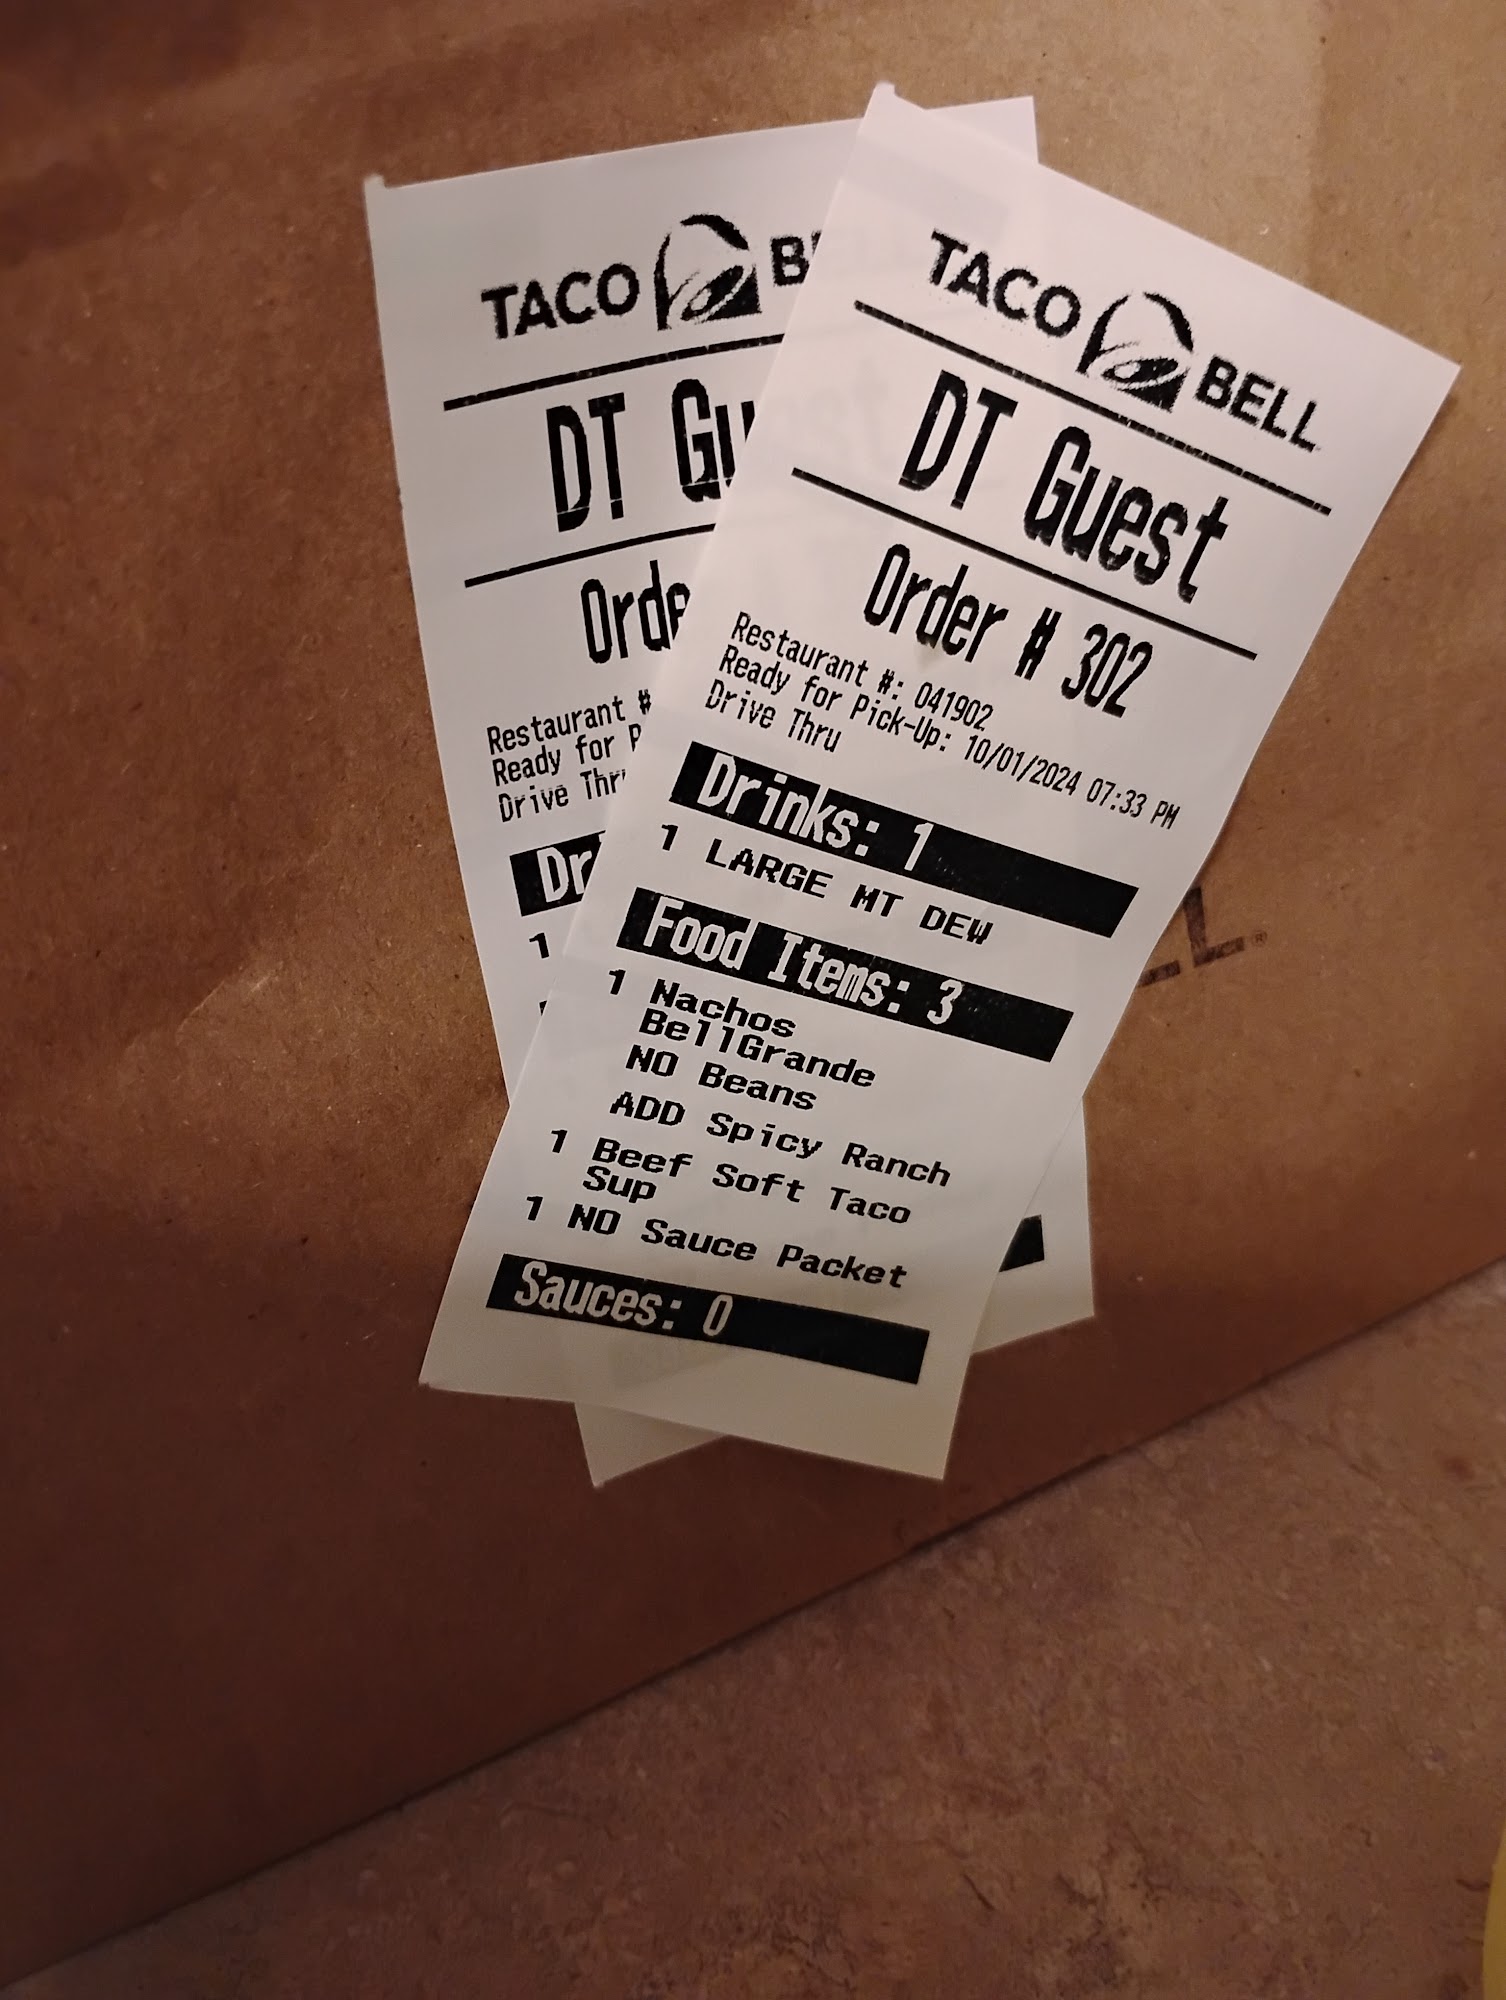 TACO BELL
DT Guest
Order # 302
Restaurant #: 041902
Ready for Pick-Up: 10/01/2024 07:33 PM
Drive Thru
Drinks: 1
1 LARGE MT DEW
Food Items: 3
1 Nachos
BellGrande
NO Beans
ADD Spicy Ranch
1 Beef Soft Taco
Sup
1 NO Sauce Packet
Sauces: 0
TACO
DT
Restaurant #
Ready for
Drive
1